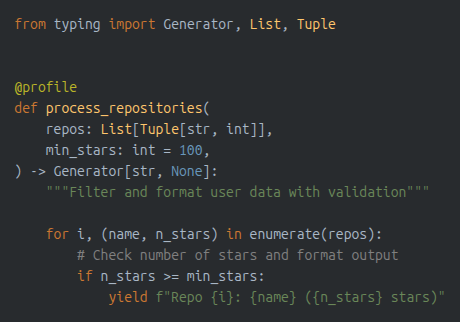 from typing import Generator, List, Tuple
@profile
def process_repositories(
    repos: List[Tuple[str, int]],
    min_stars: int = 100,
) -> Generator[str, None]:
    """Filter and format user data with validation"""
    for i, (name, n_stars) in enumerate(repos):
        # Check number of stars and format output
        if n_stars >= min_stars:
            yield f"Repo {i}: {name} ({n_stars} stars)"